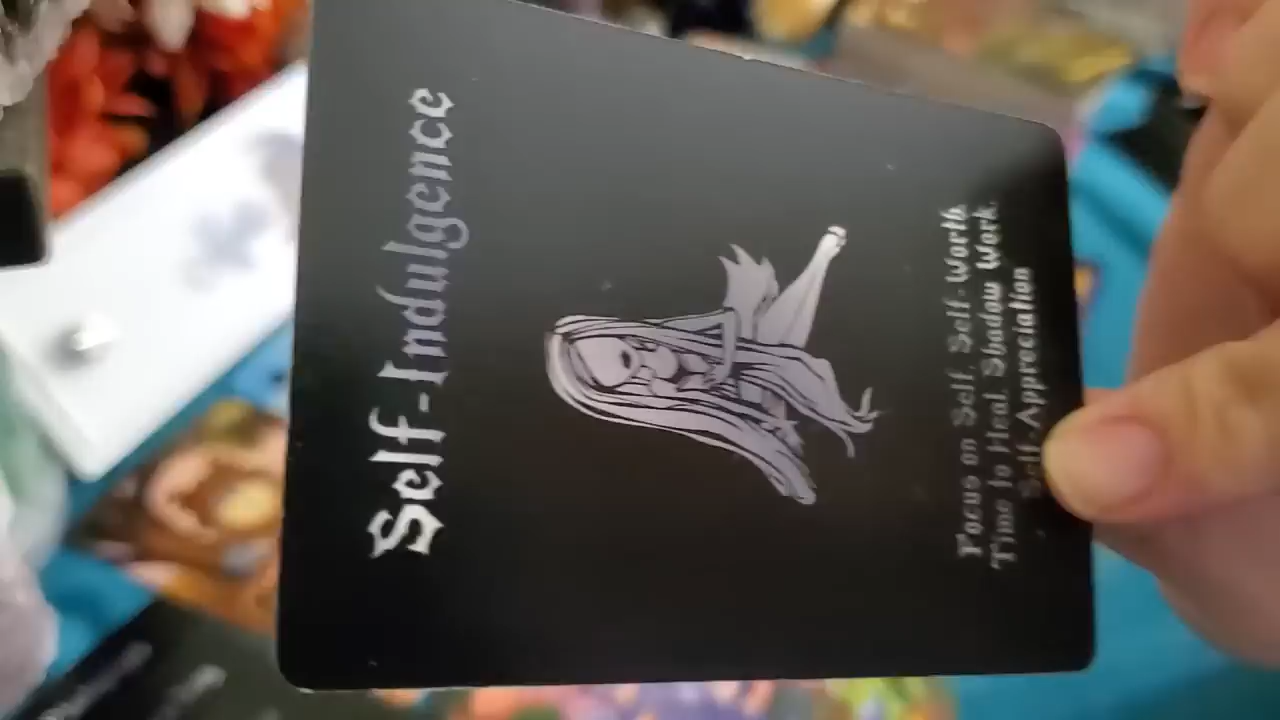 Self-Indulgence
Focus on Self, Self-Worth,
Time to Heal, Shadow Work,
Self-Appreciation